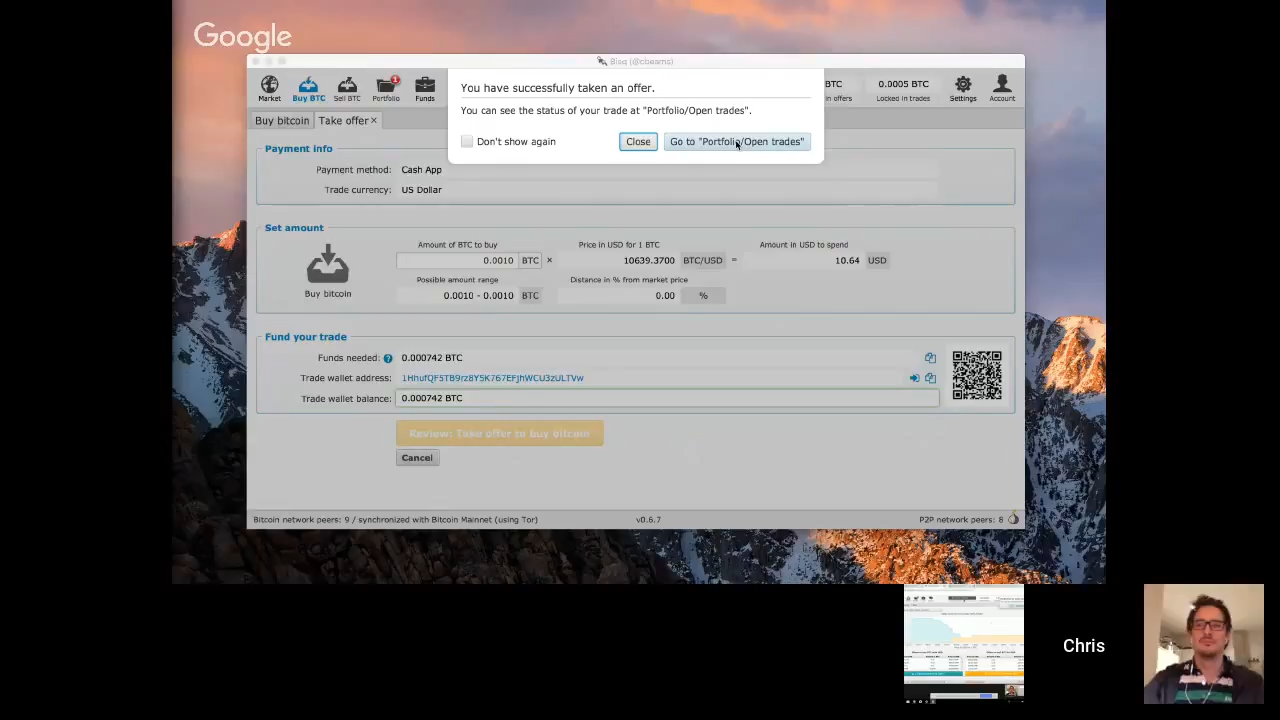 Google
Bisq (@cbeams)
Market
Buy BTC
Sell BTC
Portfolio
1
Funds
BTC
in offers
0.0005 BTC
Locked in trades
Settings
Account
You have successfully taken an offer.
You can see the status of your trade at "Portfolio/Open trades".
Don't show again
Close
Go to "Portfolio/Open trades"
Buy bitcoin
Take offer ×
Payment info
Payment method: Cash App
Trade currency: US Dollar
Set amount
Amount of BTC to buy
Price in USD for 1 BTC
Amount in USD to spend
0.0010 BTC × 10639.3700 BTC/USD = 10.64 USD
Buy bitcoin
Possible amount range
Distance in % from market price
0.0010 - 0.0010 BTC
0.00 %
Fund your trade
Funds needed: ? 0.000742 BTC
Trade wallet address:
Trade wallet balance: 0.000742 BTC
Review: Take offer to buy bitcoin
Cancel
Bitcoin network peers: 9 / synchronized with Bitcoin Mainnet (using Tor)
v0.6.7
P2P network peers: 8
Chris